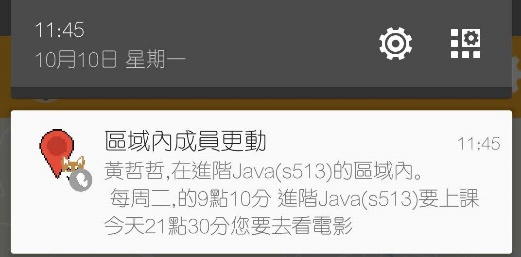 11:45
10月10日 星期一
區域內成員更動
11:45
黃哲哲,在進階Java(s513)的區域內。
每周二,的9點10分 進階Java(s513)要上課
今天21點30分您要去看電影